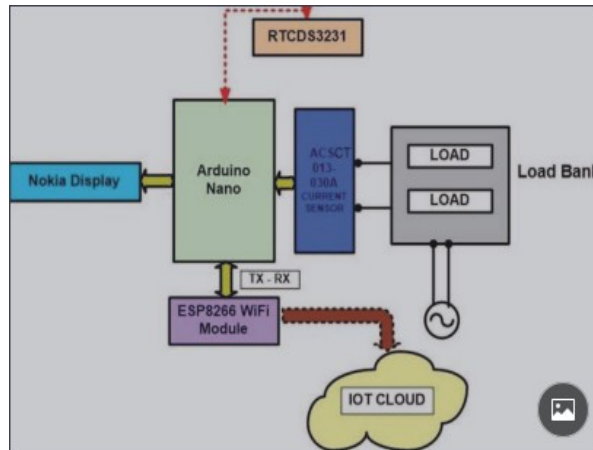 RTCDS3231
Arduino
Nano
ACSCT
013-
030A
CURRENT
SENSOR
LOAD
LOAD
Load Bank
Nokia Display
TX - RX
ESP8266 WiFi
Module
IOT CLOUD